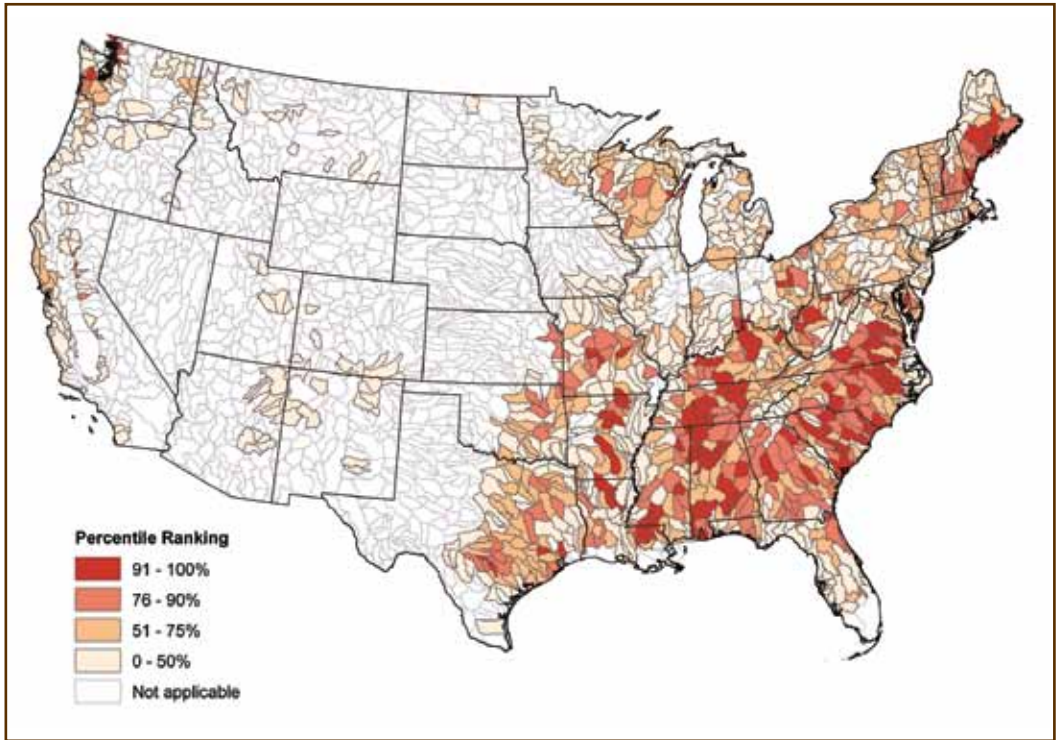 Percentile Ranking
91 - 100%
76 - 90%
51 - 75%
0 - 50%
Not applicable